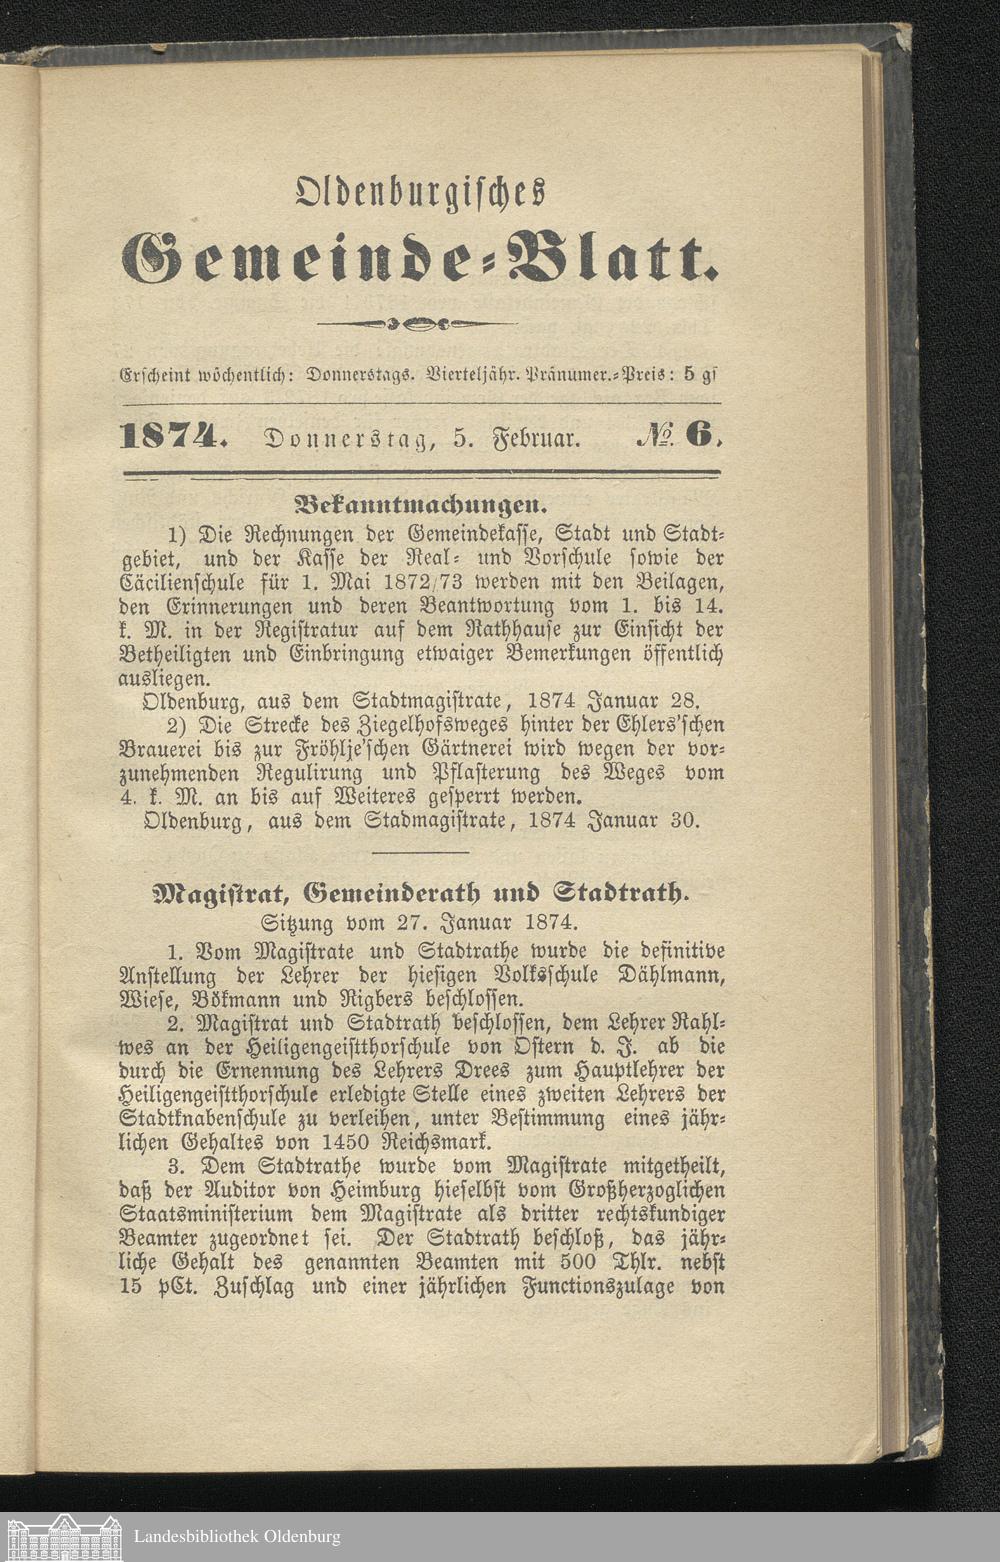 Oldenburgisches
Gemeinde-Blatt.
Erscheint wöchentlich: Donnerstags. Vierteljähr. Pränumer.-Preis: 5 gs
1874. Donnerstag, 5. Februar. No. 6.
Bekanntmachungen.
1) Die Rechnungen der Gemeindekasse, Stadt und Stadt-
gebiet, und der Kasse der Real- und Vorschule sowie der
Cäcilienschule für 1. Mai 1872/73 werden mit den Beilagen,
den Erinnerungen und deren Beantwortung vom 1. bis 14.
k. M. in der Registratur auf dem Rathhause zur Einsicht der
Betheiligten und Einbringung etwaiger Bemerkungen öffentlich
ausliegen.
Oldenburg, aus dem Stadtmagistrate, 1874 Januar 28.
2) Die Strecke des Ziegelhofsweges hinter der Ehlers'schen
Brauerei bis zur Fröhlje'schen Gärtnerei wird wegen der vor-
zunehmenden Regulirung und Pflasterung des Weges vom
4. k. M. an bis auf Weiteres gesperrt werden.
Oldenburg, aus dem Stadmagistrate, 1874 Januar 30.
Magistrat, Gemeinderath und Stadtrath.
Sitzung vom 27. Januar 1874.
1. Vom Magistrate und Stadtrathe wurde die definitive
Anstellung der Lehrer der hiesigen Volksschule Dählmann,
Wiese, Bökmann und Rigbers beschlossen.
2. Magistrat und Stadtrath beschlossen, dem Lehrer Rahl-
wes an der Heiligengeistthorschule von Ostern d. J. ab die
durch die Ernennung des Lehrers Drees zum Hauptlehrer der
Heiligengeistthorschule erledigte Stelle eines zweiten Lehrers der
Stadtknabenschule zu verleihen, unter Bestimmung eines jähr-
lichen Gehaltes von 1450 Reichsmark.
3. Dem Stadtrathe wurde vom Magistrate mitgetheilt,
daß der Auditor von Heimburg hieselbst vom Großherzoglichen
Staatsministerium dem Magistrate als dritter rechtskundiger
Beamter zugeordnet sei. Der Stadtrath beschloß, das jähr-
liche Gehalt des genannten Beamten mit 500 Thlr. nebst
15 pCt. Zuschlag und einer jährlichen Functionszulage von
Landesbibliothek Oldenburg